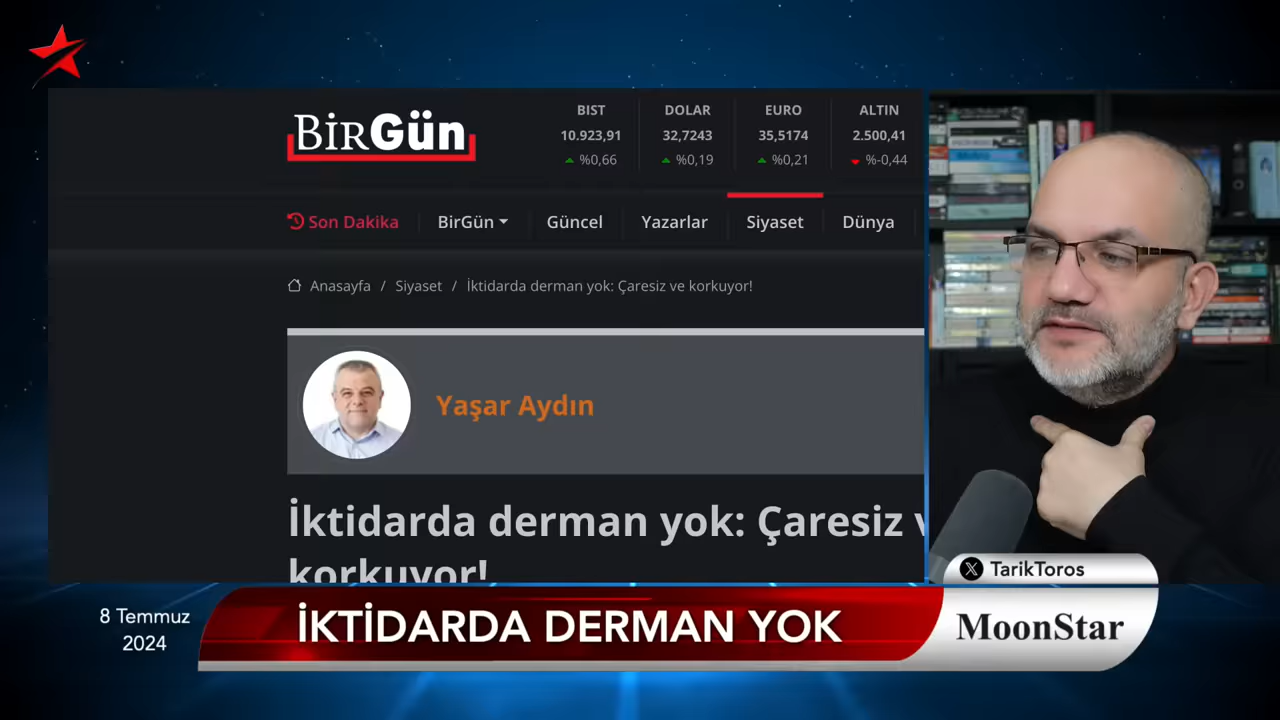 BirGün
BIST DOLAR EURO ALTIN
10.923,91 32,7243 35,5174 2.500,41
%0,66 %0,19 %0,21 %-0,44
Son Dakika BirGün Güncel Yazarlar Siyaset Dünya
Anasayfa / Siyaset / İktidarda derman yok: Çaresiz ve korkuyor!
Yaşar Aydın
İktidarda derman yok: Çaresiz v
korkuyor!
TarikToros
8 Temmuz
2024
İKTİDARDA DERMAN YOK
MoonStar